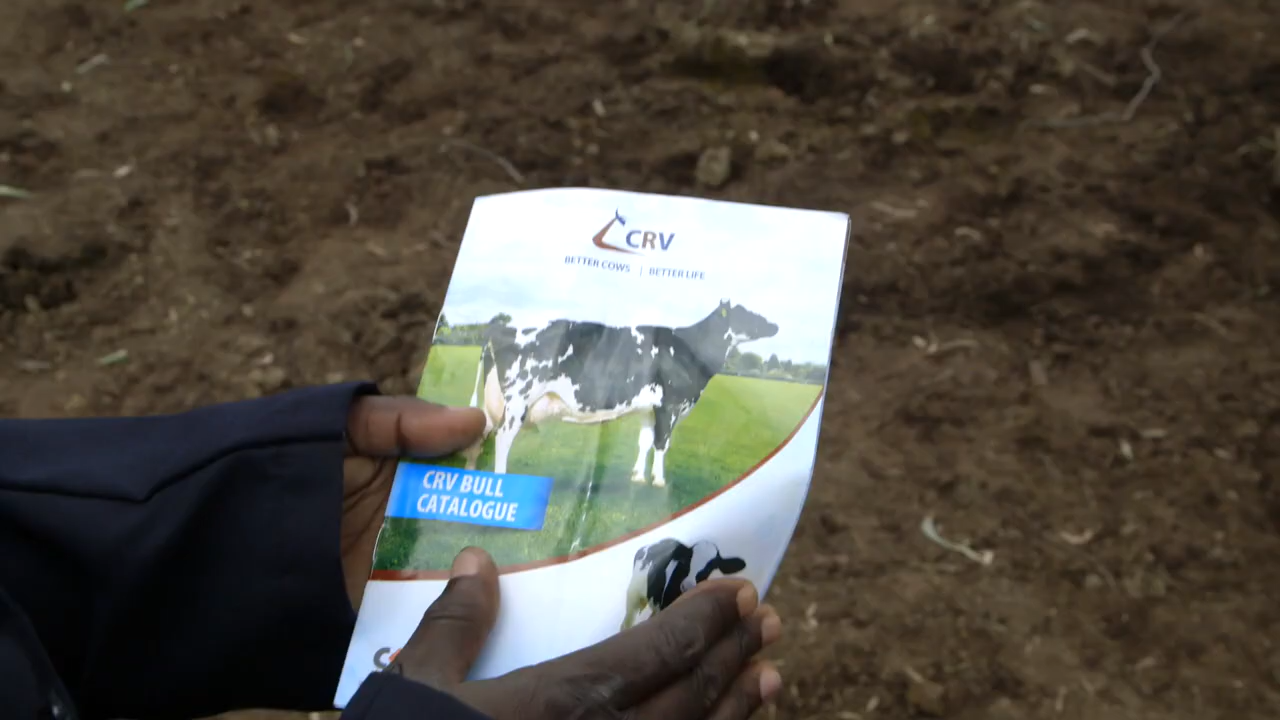 CRV
BETTER COWS | BETTER LIFE
CRV BULL
CATALOGUE